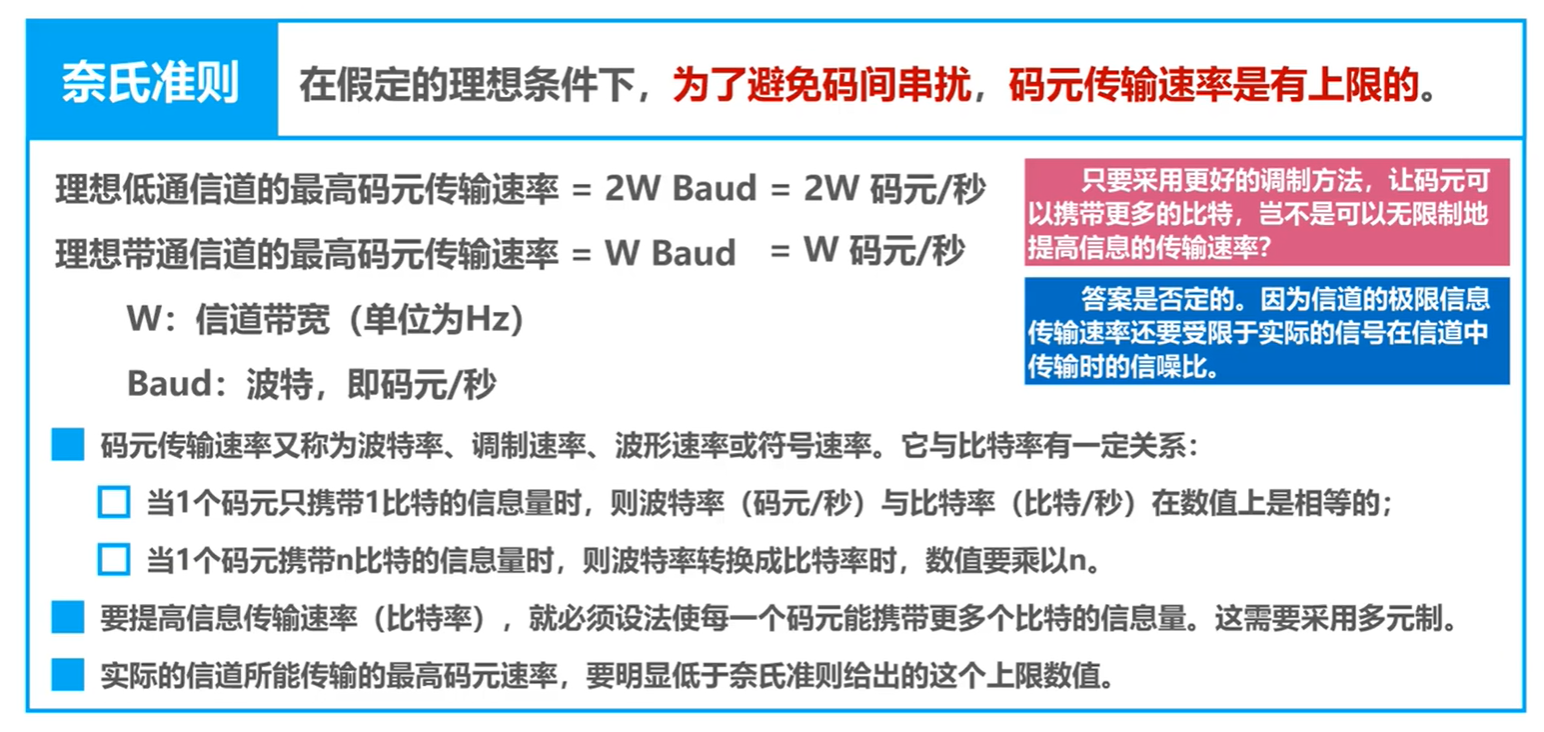 奈氏准则
在假定的理想条件下，为了避免码间串扰，码元传输速率是有上限的。
理想低通信道的最高码元传输速率 = 2W Baud = 2W 码元/秒
理想带通信道的最高码元传输速率 = W Baud = W 码元/秒
W：信道带宽（单位为Hz）
Baud：波特，即码元/秒
只要采用更好的调制方法，让码元可
以携带更多的比特，岂不是可以无限制地
提高信息的传输速率？
答案是否定的。因为信道的极限信息
传输速率还要受限于实际的信号在信道中
传输时的信噪比。
码元传输速率又称为波特率、调制速率、波形速率或符号速率。它与比特率有一定关系：
当1个码元只携带1比特的信息量时，则波特率（码元/秒）与比特率（比特/秒）在数值上是相等的；
当1个码元携带n比特的信息量时，则波特率转换成比特率时，数值要乘以n。
要提高信息传输速率（比特率），就必须设法使每一个码元能携带更多个比特的信息量。这需要采用多元制。
实际的信道所能传输的最高码元速率，要明显低于奈氏准则给出的这个上限数值。